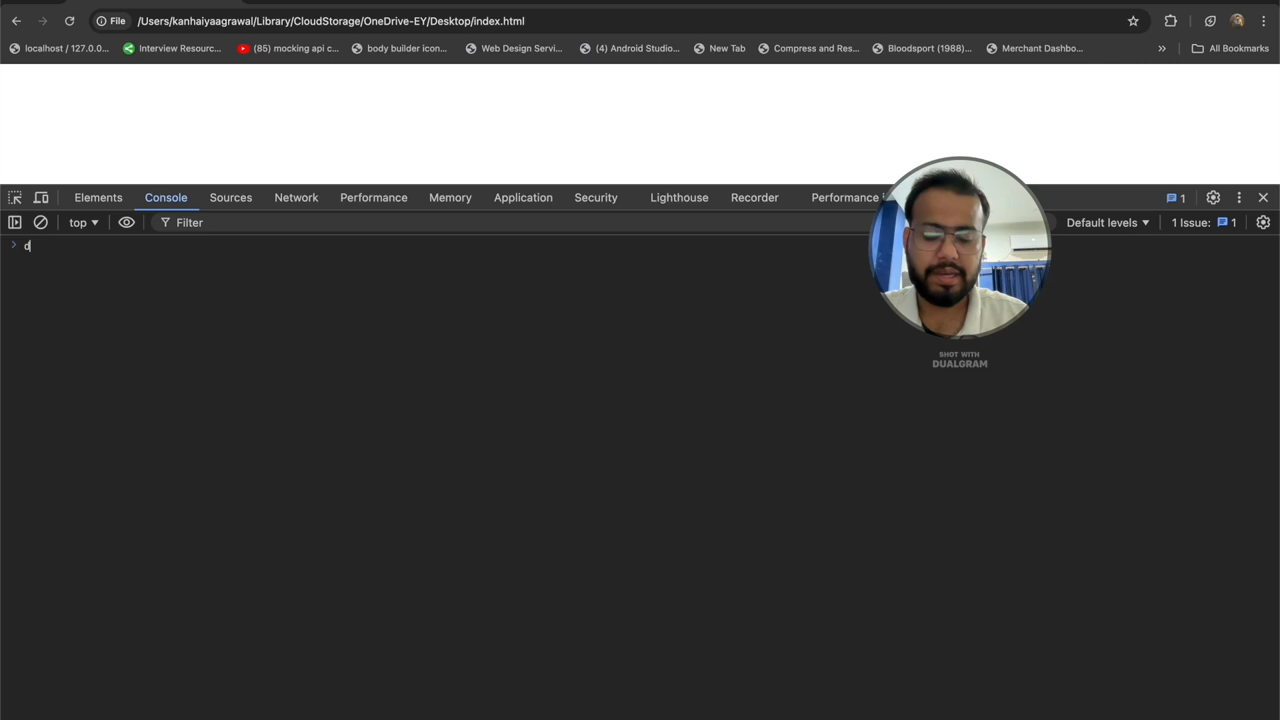 File /Users/kanhaiyaagrawal/Library/CloudStorage/OneDrive-EY/Desktop/index.html
localhost / 127.0.0... Interview Resourc... (85) mocking api c... body builder icon... Web Design Servi... (4) Android Studio... New Tab Compress and Res... Bloodsport (1988)... Merchant Dashbo... » All Bookmarks
Elements Console Sources Network Performance Memory Application Security Lighthouse Recorder Performance 1
top Filter Default levels 1 Issue: 1
> d
SHOT WITH
DUALGRAM